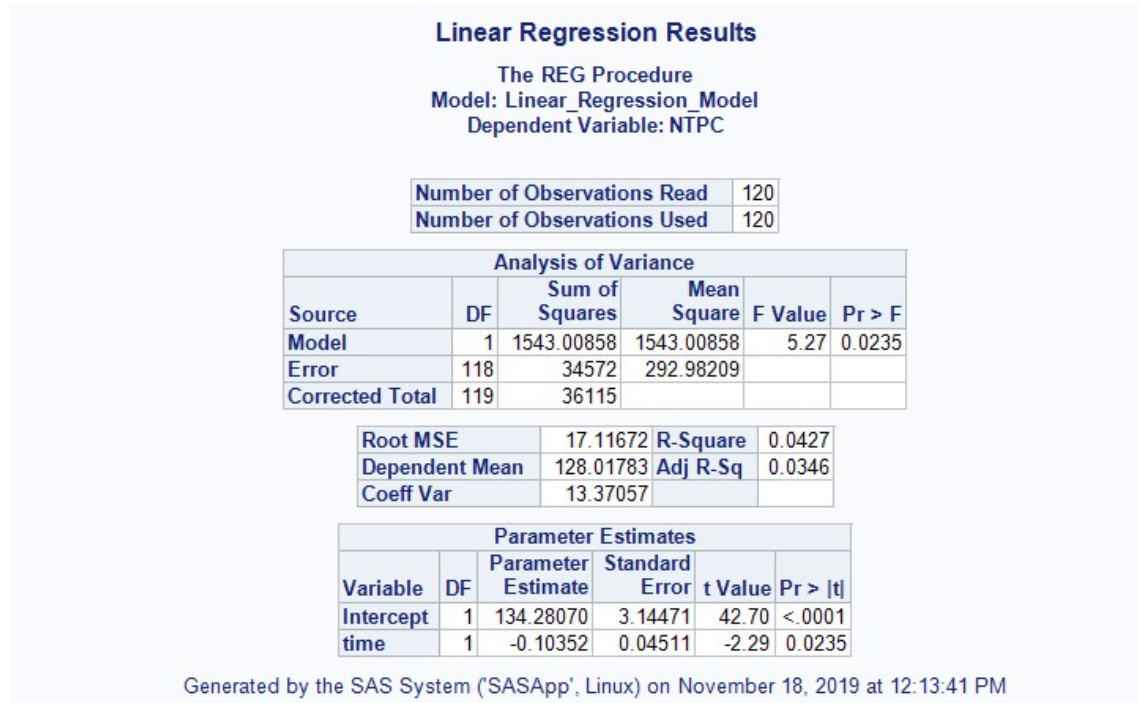 Linear Regression Results
The REG Procedure
Model: Linear_Regression_Model
Dependent Variable: NTPC
Number of Observations Read 120
Number of Observations Used 120
Analysis of Variance
Source DF Sum of Squares Mean Square F Value Pr > F
Model 1 1543.00858 1543.00858 5.27 0.0235
Error 118 34572 292.98209
Corrected Total 119 36115
Root MSE 17.11672 R-Square 0.0427
Dependent Mean 128.01783 Adj R-Sq 0.0346
Coeff Var 13.37057
Parameter Estimates
Variable DF Parameter Estimate Standard Error t Value Pr > |t|
Intercept 1 134.28070 3.14471 42.70 <.0001
time 1 -0.10352 0.04511 -2.29 0.0235
Generated by the SAS System ('SASApp', Linux) on November 18, 2019 at 12:13:41 PM